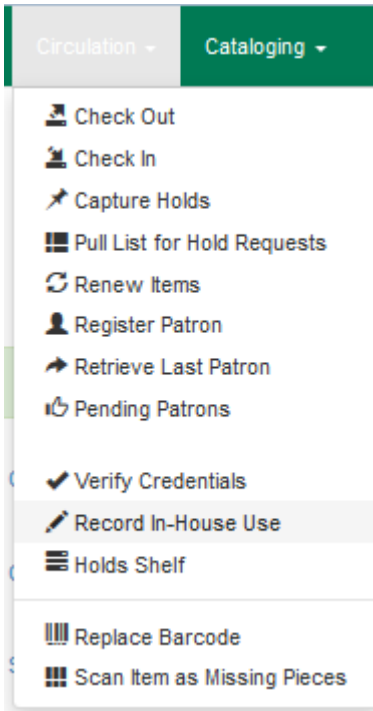 Circulation Cataloging
Check Out
Check In
Capture Holds
Pull List for Hold Requests
Renew Items
Register Patron
Retrieve Last Patron
Pending Patrons
Verify Credentials
Record In-House Use
Holds Shelf
Replace Barcode
Scan Item as Missing Pieces